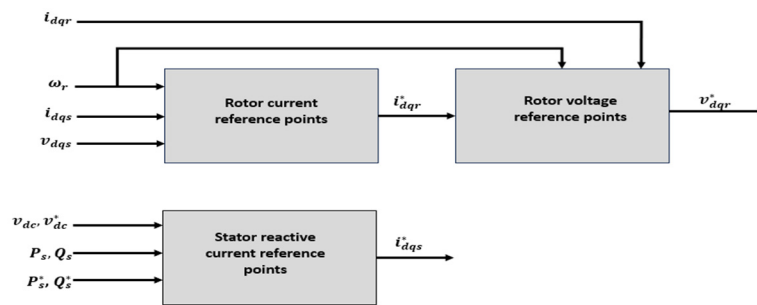 i_dqr
ω_r
i_dqs
v_dqs
Rotor current
reference points
i*_dqr
Rotor voltage
reference points
v*_dqr
v_dc, v*_dc
P_s, Q_s
P*_s, Q*_s
Stator reactive
current reference
points
i*_dqs